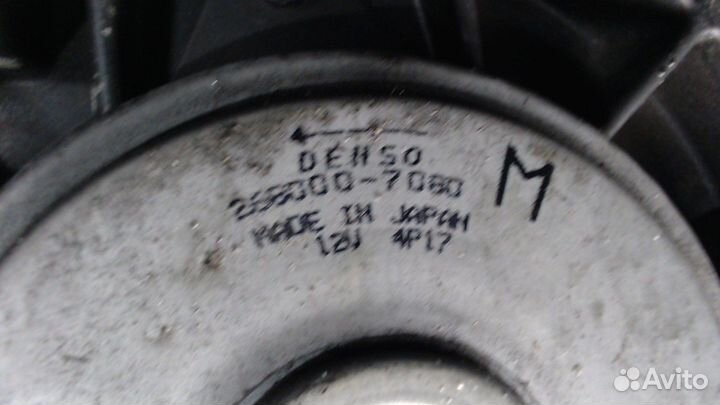 DENSO
268000-7080
MADE IN JAPAN
12V 4P17
M
Avito